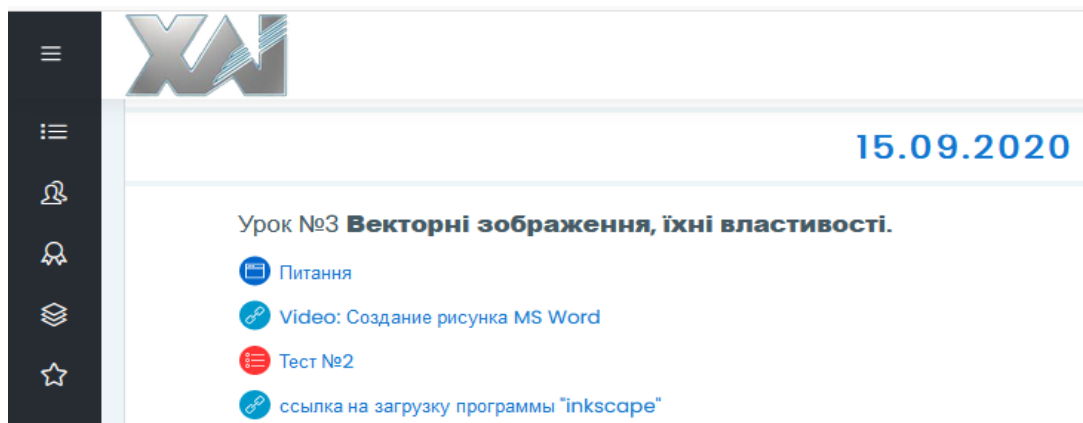 ХАІ
15.09.2020
Урок №3 Векторні зображення, їхні властивості.
Питання
Video: Создание рисунка MS Word
Тест №2
ссылка на загрузку программы "inkscape"